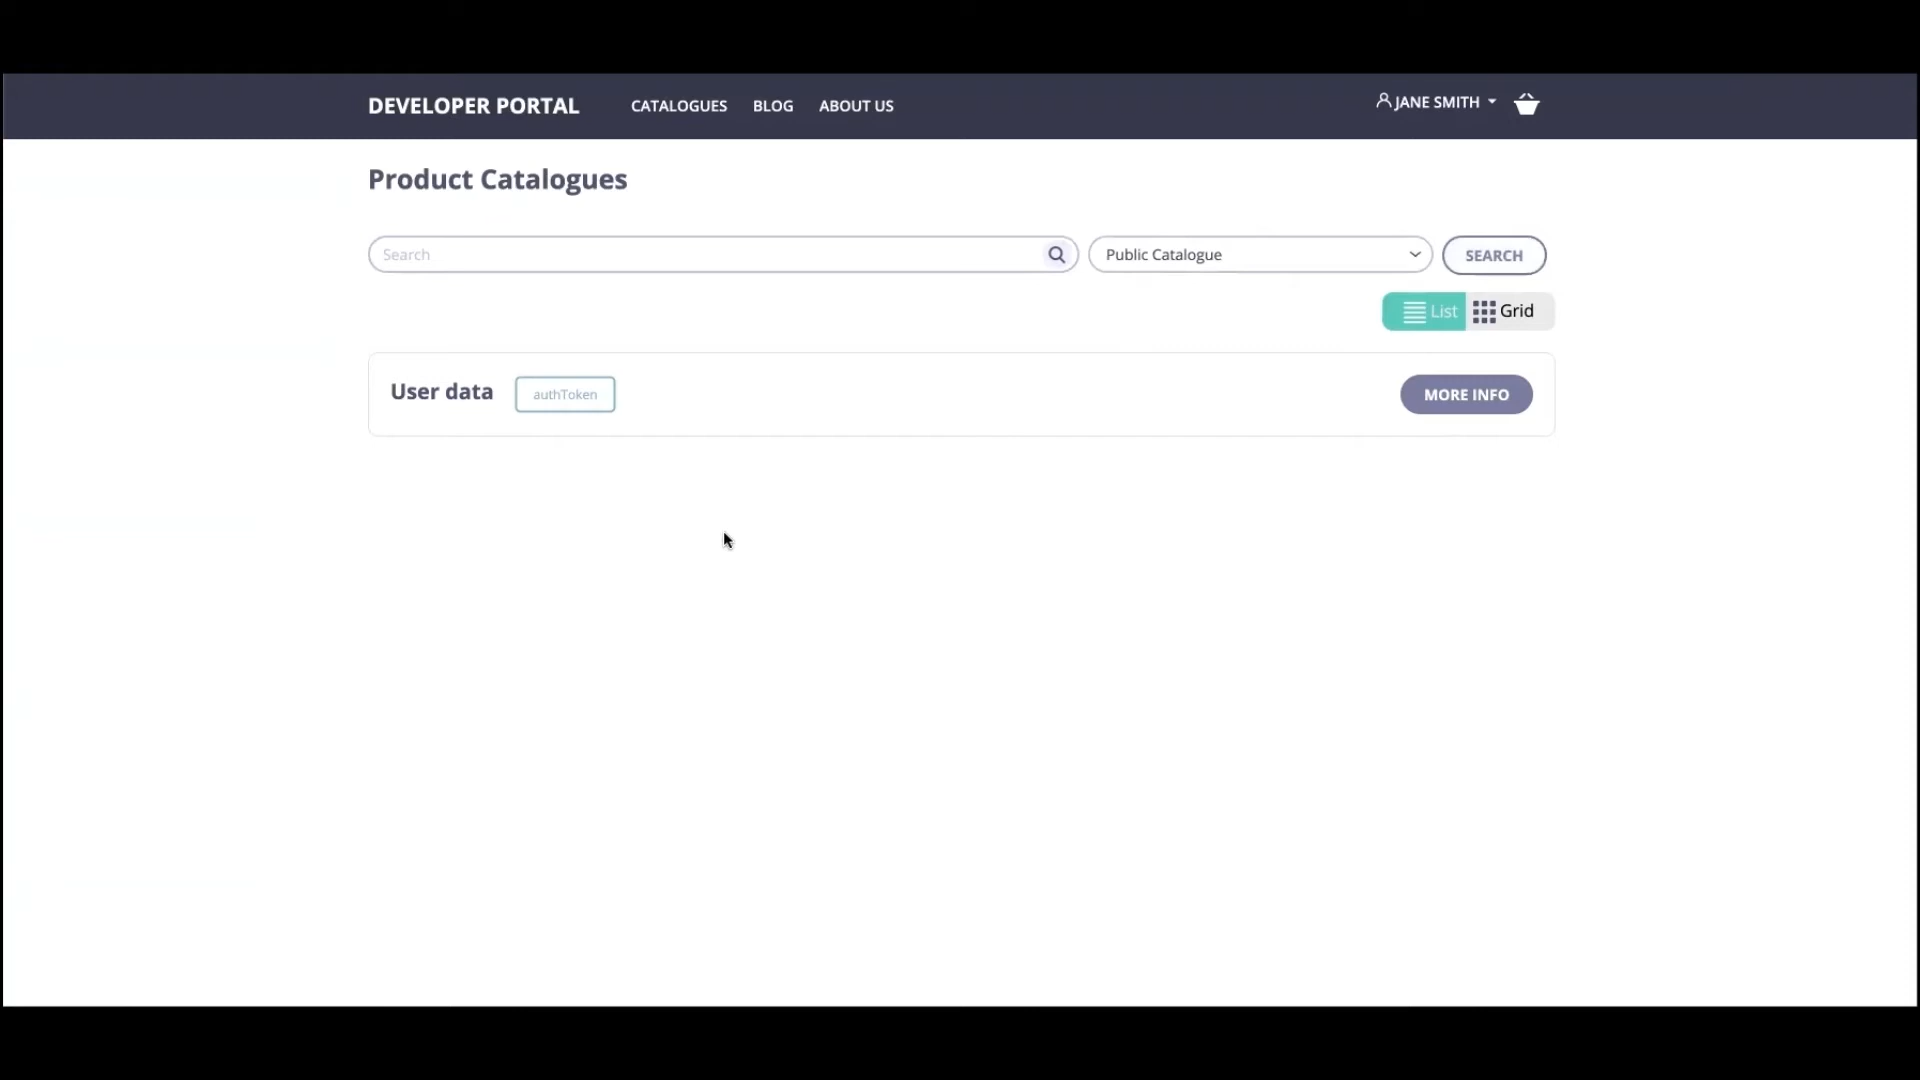 DEVELOPER PORTAL CATALOGUES BLOG ABOUT US JANE SMITH
Product Catalogues
Search Public Catalogue SEARCH
List Grid
User data authToken MORE INFO